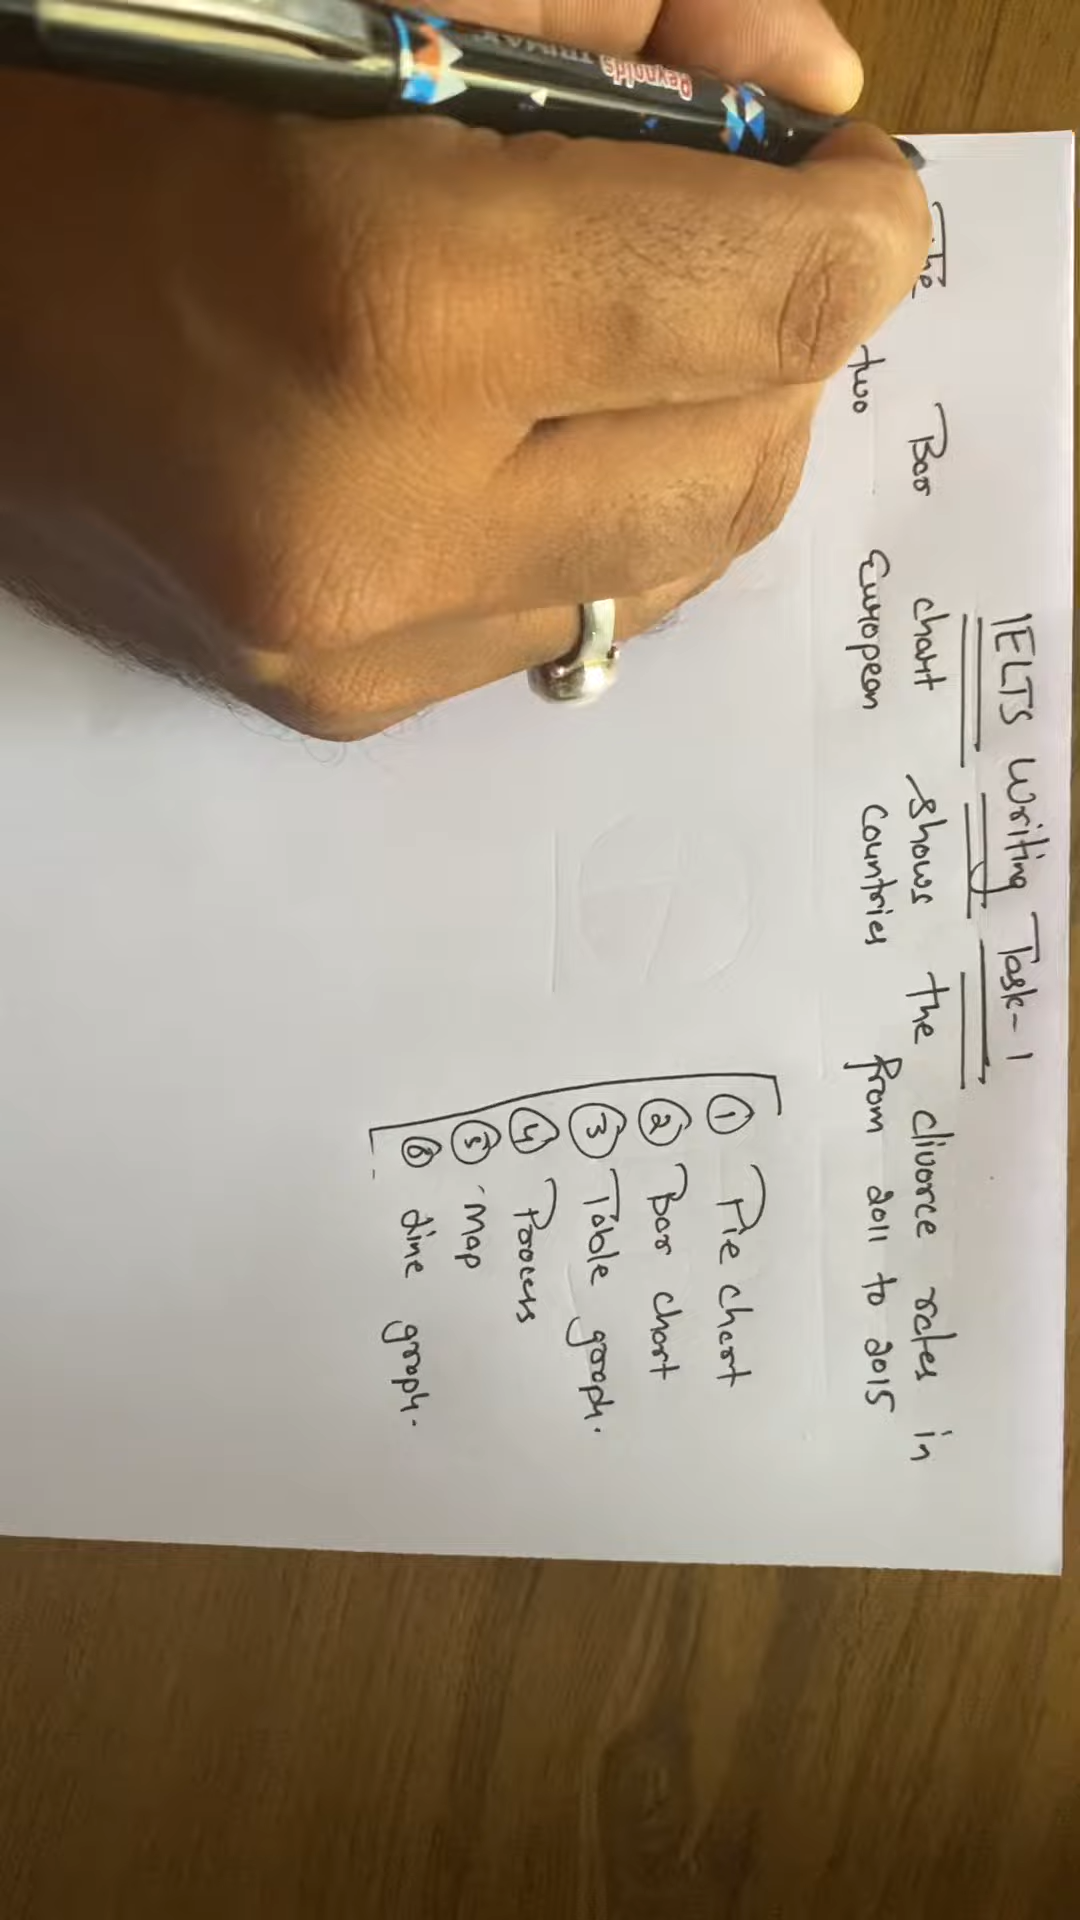 IELTS Writing Task-1
The Bar chart shows the divorce rates in
two European countries from 2011 to 2015
① Pie chart
② Bar chart
③ Table graph.
④ Process
⑤ Map
⑥ Line graph.
Reynolds TRIMAX